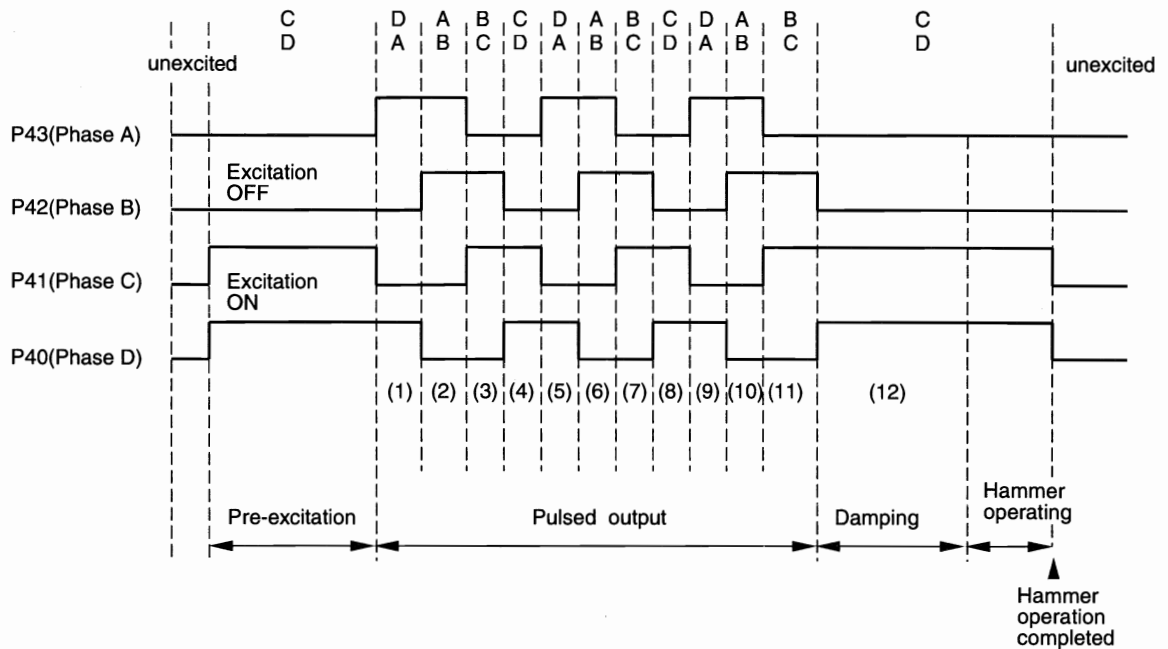 C D A B C D A B C D A B C
D A B C D A B C D A B C D
unexcited
unexcited
P43(Phase A)
Excitation
OFF
P42(Phase B)
P41(Phase C)
Excitation
ON
P40(Phase D)
(1) (2) (3) (4) (5) (6) (7) (8) (9) (10) (11) (12)
Pre-excitation
Pulsed output
Damping
Hammer
operating
Hammer
operation
completed